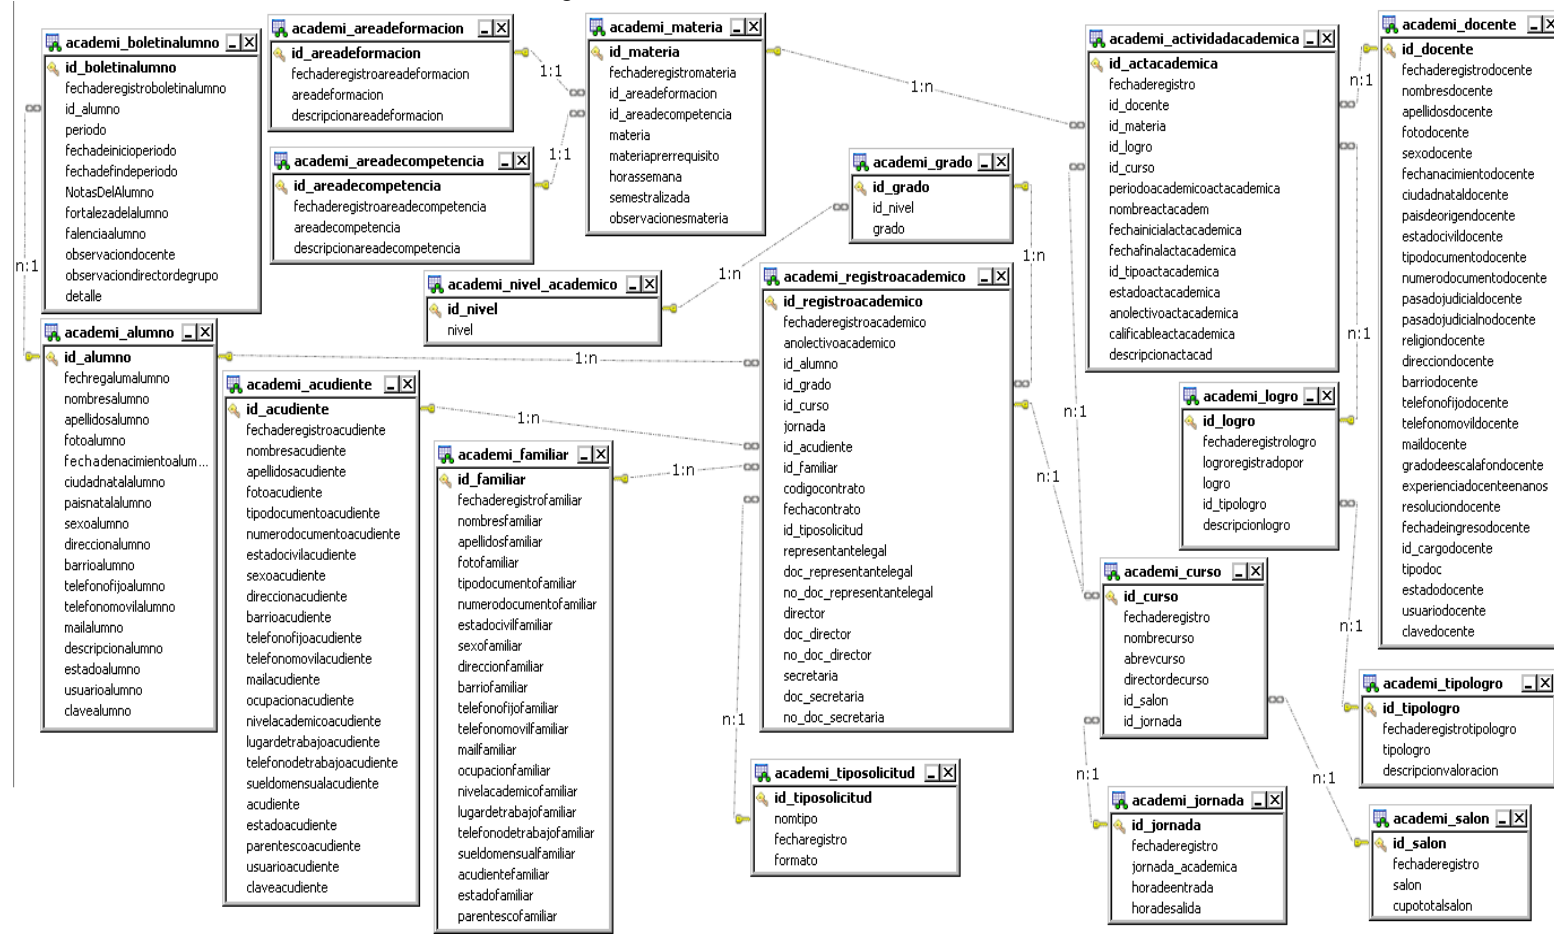 academi_boletinalumno
id_boletinalumno
fechaderegistroboletinalumno
id_alumno
periodo
fechadeinicioperiodo
fechadefindeperiodo
NotasDelAlumno
fortalezadelalumno
falenciaalumno
observaciondocente
observaciondirectordegrupo
detalle
academi_areadeformacion
id_areadeformacion
fechaderegistroareadeformacion
areadeformacion
descripcionareadeformacion
academi_areadecompetencia
id_areadecompetencia
fechaderegistroareadecompetencia
areadecompetencia
descripcionareadecompetencia
academi_materia
id_materia
fechaderegistromateria
id_areadeformacion
id_areadecompetencia
materia
materiaprerrequisito
horassemana
semestralizada
observacionesmateria
1:1
1:1
1:n
academi_grado
id_grado
id_nivel
grado
academi_nivel_academico
id_nivel
nivel
1:n
1:n
academi_actividadacademica
id_actacademica
fechaderegistro
id_docente
id_materia
id_logro
id_curso
periodoacademicoactacademica
nombreactacadem
fechainicialactacademica
fechafinalactacademica
id_tipoactacademica
estadoactacademica
anolectivoactacademica
calificableactacademica
descripcionactacad
n:1
academi_docente
id_docente
fechaderegistrodocente
nombresdocente
apellidosdocente
fotodocente
sexodocente
fechanacimientodocente
ciudadnataldocente
paisdeorigendocente
estadocivildocente
tipodocumentodocente
numerodocumentodocente
pasadojudicialdocente
pasadojudicialnodocente
religiondocente
direcciondocente
barriodocente
telefonofijodocente
telefonomovildocente
maildocente
gradodeescalafondocente
experienciadocenteenanos
resoluciondocente
fechadeingresodocente
id_cargodocente
tipodoc
estadodocente
usuariodocente
clavedocente
n:1
academi_alumno
id_alumno
fechregalumalumno
nombresalumno
apellidosalumno
fotoalumno
fechadenacimientoalum...
ciudadnatalalumno
paisnatalalumno
sexoalumno
direccionalumno
barrioalumno
telefonofijoalumno
telefonomovilalumno
mailalumno
descripcionalumno
estadoalumno
usuarioalumno
clavealumno
1:n
academi_acudiente
id_acudiente
fechaderegistroacudiente
nombresacudiente
apellidosacudiente
fotoacudiente
tipodocumentoacudiente
numerodocumentoacudiente
estadocivilacudiente
sexoacudiente
direccionacudiente
barrioacudiente
telefonofijoacudiente
telefonomovilacudiente
mailacudiente
ocupacionacudiente
nivelacademicoacudiente
lugardetrabajoacudiente
telefonodetrabajoacudiente
sueldomensualacudiente
acudiente
estadoacudiente
parentescoacudiente
usuarioacudiente
claveacudiente
1:n
academi_familiar
id_familiar
fechaderegistrofamiliar
nombresfamiliar
apellidosfamiliar
fotofamiliar
tipodocumentofamiliar
numerodocumentofamiliar
estadocivilfamiliar
sexofamiliar
direccionfamiliar
barriofamiliar
telefonofijofamiliar
telefonomovilfamiliar
mailfamiliar
ocupacionfamiliar
nivelacademicofamiliar
lugardetrabajofamiliar
telefonodetrabajofamiliar
sueldomensualfamiliar
acudientefamiliar
estadofamiliar
parentescofamiliar
1:n
academi_registroacademico
id_registroacademico
fechaderegistroacademico
anolectivoacademico
id_alumno
id_grado
id_curso
jornada
id_acudiente
id_familiar
codigocontrato
fechacontrato
id_tiposolicitud
representantelegal
doc_representantelegal
no_doc_representantelegal
director
doc_director
no_doc_director
secretaria
doc_secretaria
no_doc_secretaria
n:1
academi_tiposolicitud
id_tiposolicitud
nomtipo
fecharegistro
formato
n:1
n:1
n:1
academi_logro
id_logro
fechaderegistrologro
logroregistradopor
logro
id_tipologro
descripcionlogro
academi_curso
id_curso
fechaderegistro
nombrecurso
abrevcurso
directordecurso
id_salon
id_jornada
n:1
academi_tipologro
id_tipologro
fechaderegistrotipologro
tipologro
descripcionvaloracion
n:1
n:1
academi_jornada
id_jornada
fechaderegistro
jornada_academica
horadeentrada
horadesalida
academi_salon
id_salon
fechaderegistro
salon
cupototalsalon